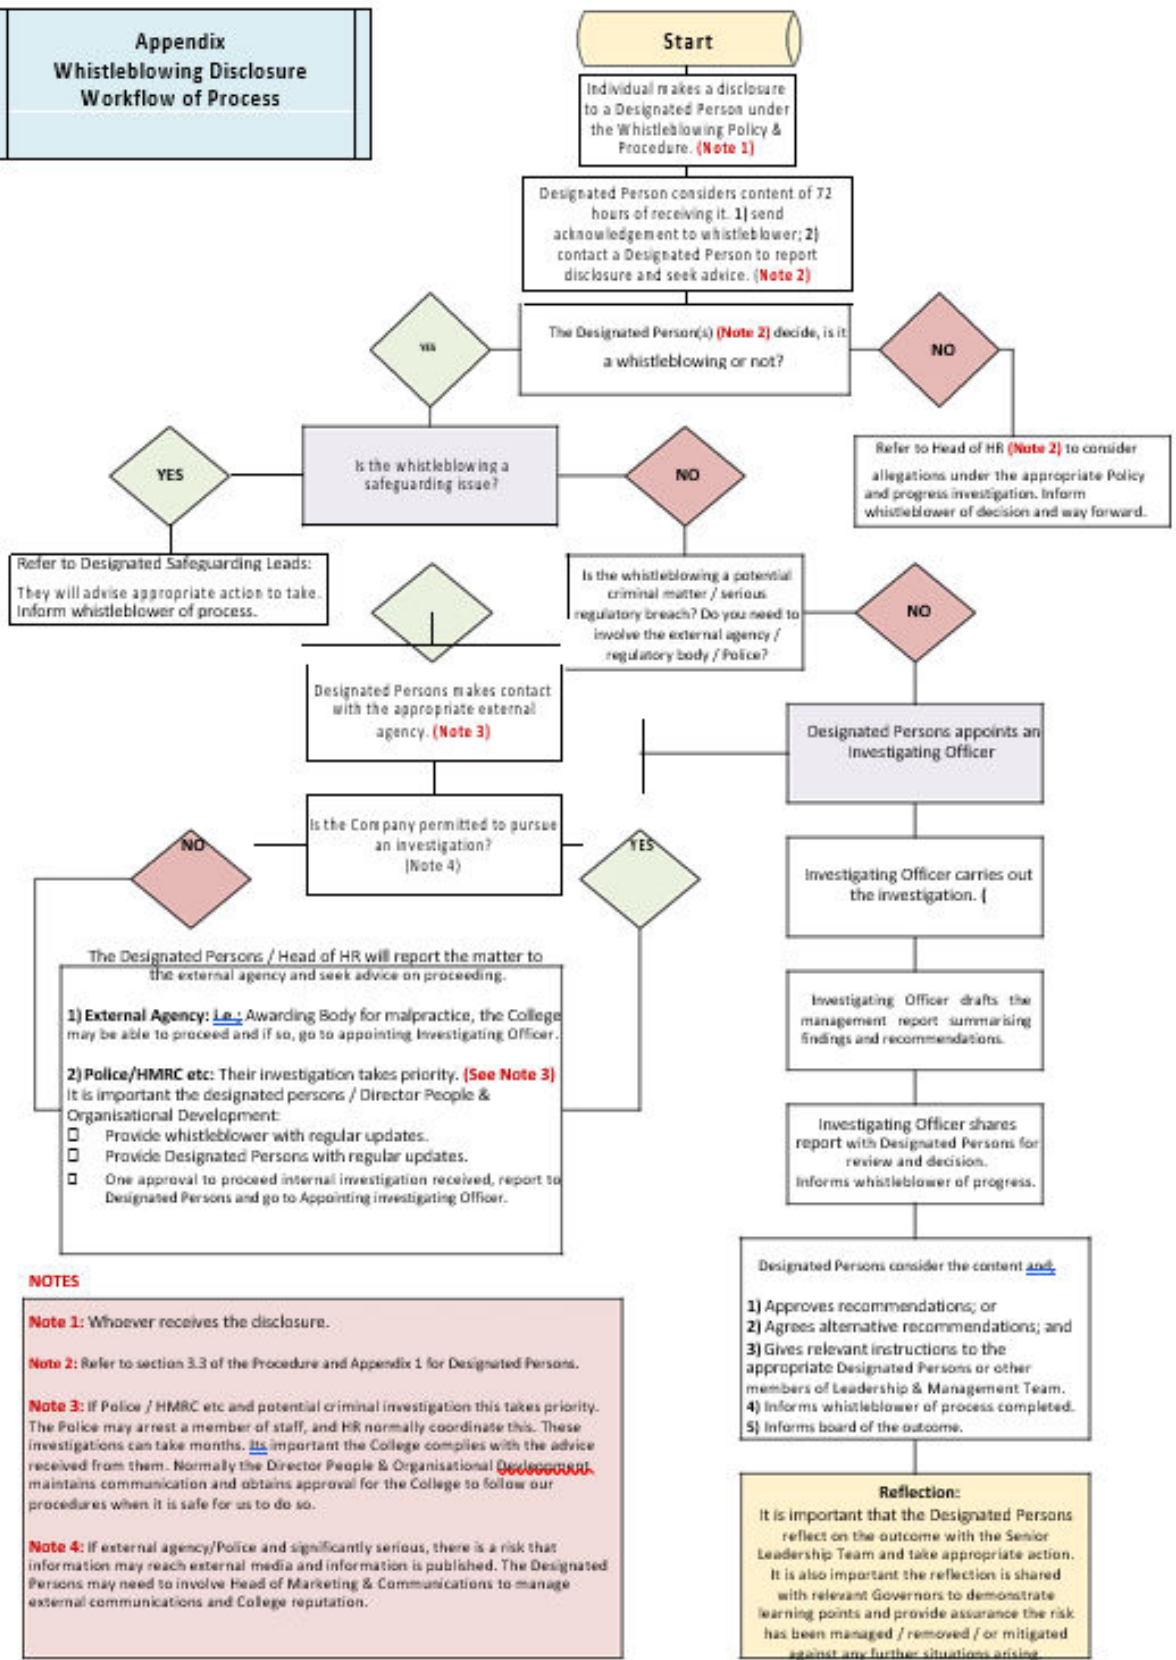 Appendix
Whistleblowing Disclosure
Workflow of Process
Start
Individual makes a disclosure
to a Designated Person under
the Whistleblowing Policy &
Procedure. (Note 1)
Designated Person considers content of 72
hours of receiving it. 1) send
acknowledgement to whistleblower; 2)
contact a Designated Person to report
disclosure and seek advice. (Note 2)
YES
The Designated Person(s) (Note 2) decide, is it
a whistleblowing or not?
NO
YES
Is the whistleblowing a
safeguarding issue?
NO
Refer to Head of HR (Note 2) to consider
allegations under the appropriate Policy
and progress investigation. Inform
whistleblower of decision and way forward.
Refer to Designated Safeguarding Leads:
They will advise appropriate action to take.
Inform whistleblower of process.
Is the whistleblowing a potential
criminal matter / serious
regulatory breach? Do you need to
involve the external agency /
regulatory body / Police?
NO
Designated Persons makes contact
with the appropriate external
agency. (Note 3)
Designated Persons appoints an
Investigating Officer
Is the Company permitted to pursue
an investigation?
(Note 4)
NO
YES
Investigating Officer carries out
the investigation. (
The Designated Persons / Head of HR will report the matter to
the external agency and seek advice on proceeding.
1) External Agency: i.e.: Awarding Body for malpractice, the College
may be able to proceed and if so, go to appointing Investigating Officer.
2) Police/HMRC etc: Their investigation takes priority. (See Note 3)
It is important the designated persons / Director People &
Organisational Development:
Provide whistleblower with regular updates.
Provide Designated Persons with regular updates.
One approval to proceed internal investigation received, report to
Designated Persons and go to Appointing investigating Officer.
Investigating Officer drafts the
management report summarising
findings and recommendations.
Investigating Officer shares
report with Designated Persons for
review and decision.
Informs whistleblower of progress.
Designated Persons consider the content and;
1) Approves recommendations; or
2) Agrees alternative recommendations; and
3) Gives relevant instructions to the
appropriate Designated Persons or other
members of Leadership & Management Team.
4) Informs whistleblower of process completed.
5) Informs board of the outcome.
NOTES
Note 1: Whoever receives the disclosure.
Note 2: Refer to section 3.3 of the Procedure and Appendix 1 for Designated Persons.
Note 3: If Police / HMRC etc and potential criminal investigation this takes priority.
The Police may arrest a member of staff, and HR normally coordinate this. These
investigations can take months. Its important the College complies with the advice
received from them. Normally the Director People & Organisational Devlepment
maintains communication and obtains approval for the College to follow our
procedures when it is safe for us to do so.
Note 4: If external agency/Police and significantly serious, there is a risk that
information may reach external media and information is published. The Designated
Persons may need to involve Head of Marketing & Communications to manage
external communications and College reputation.
Reflection:
It is important that the Designated Persons
reflect on the outcome with the Senior
Leadership Team and take appropriate action.
It is also important the reflection is shared
with relevant Governors to demonstrate
learning points and provide assurance the risk
has been managed / removed / or mitigated
against any further situations arising.